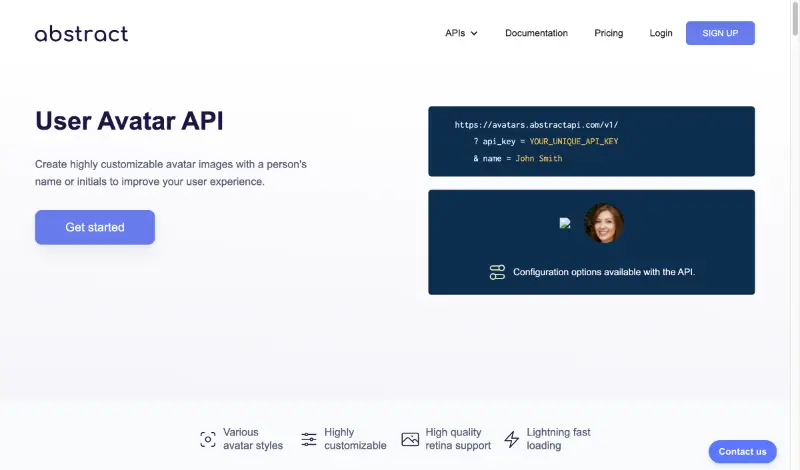 abstract
APIs
Documentation
Pricing
Login
SIGN UP
User Avatar API
Create highly customizable avatar images with a person's
name or initials to improve your user experience.
Get started
https://avatars.abstractapi.com/v1/
? api_key = YOUR_UNIQUE_API_KEY
& name = John Smith
Configuration options available with the API.
Various
avatar styles
Highly
customizable
High quality
retina support
Lightning fast
loading
Contact us